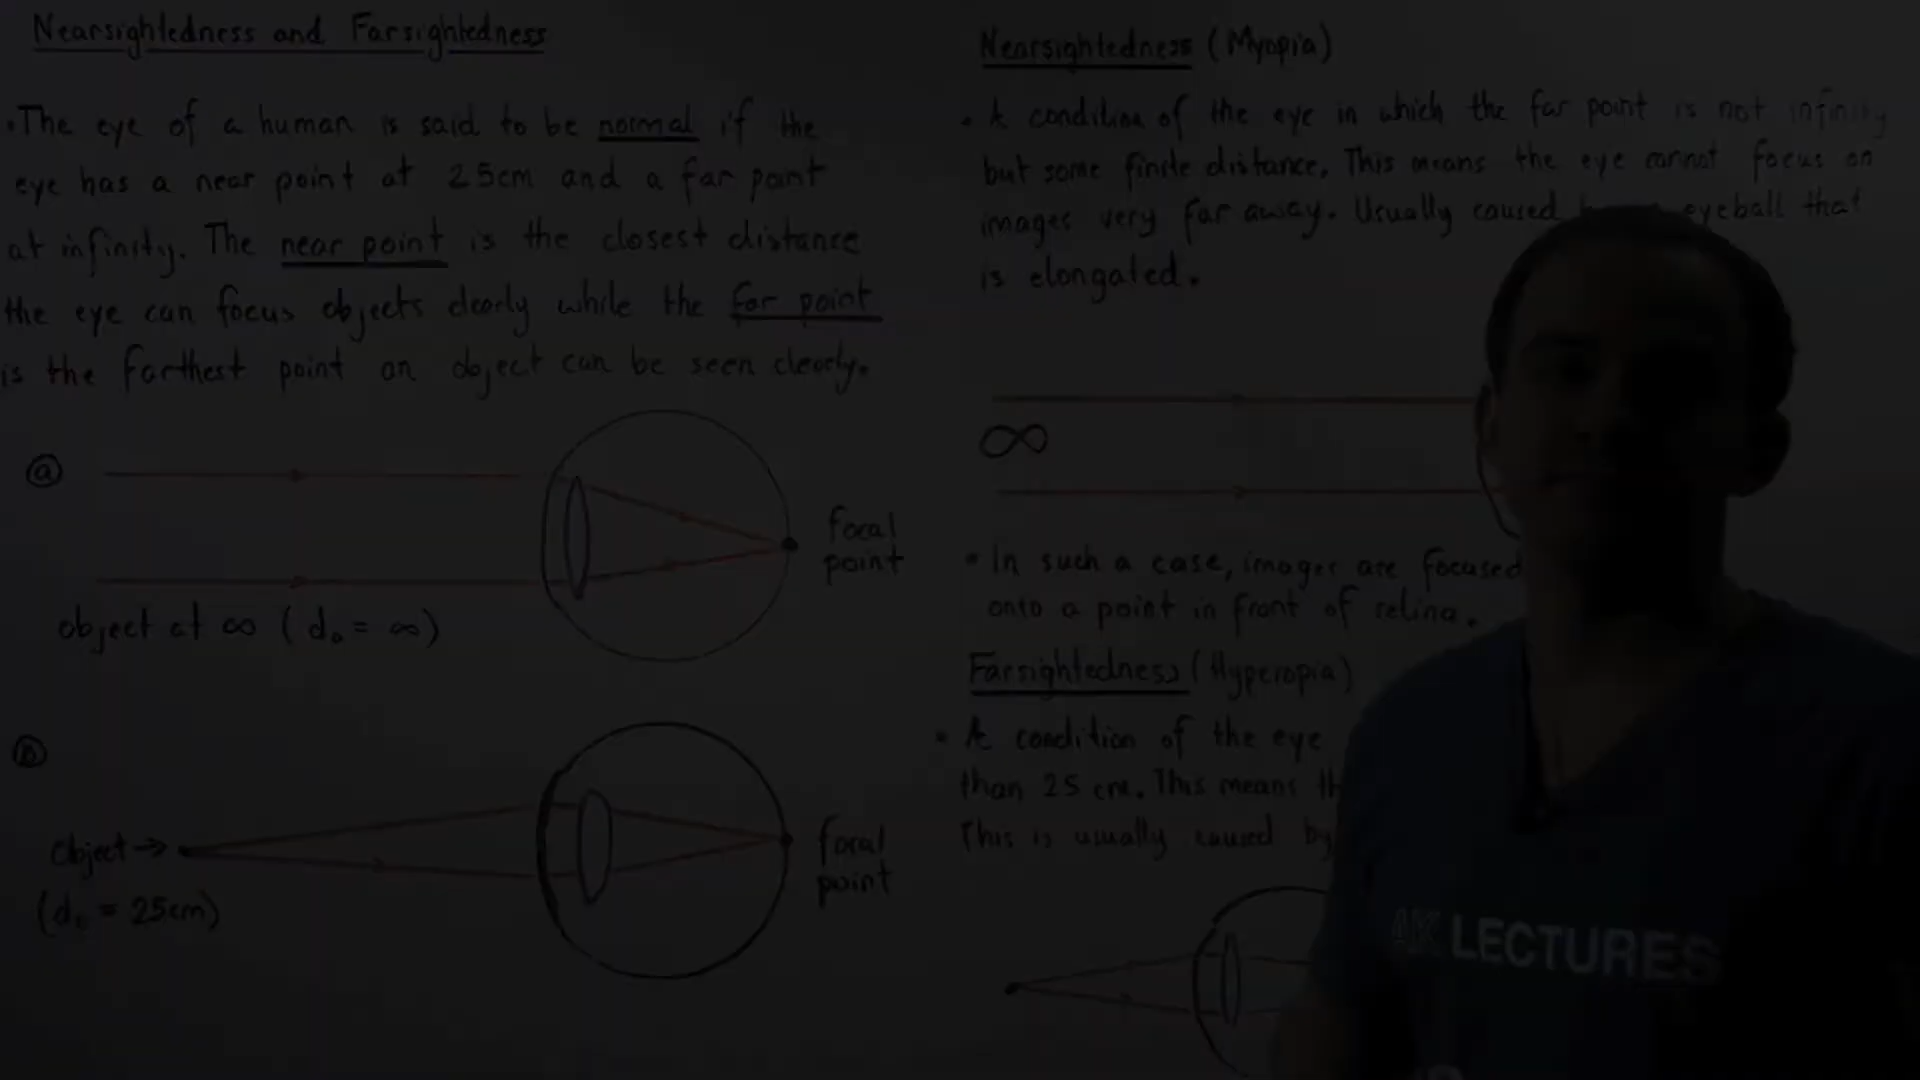 Nearsightedness and Farsightedness
• The eye of a human is said to be normal if the
eye has a near point at 25cm and a far point
at infinity. The near point is the closest distance
the eye can focus objects clearly while the far point
is the farthest point an object can be seen clearly.
(a)
focal
point
object at ∞ (d₀ = ∞)
(b)
Object →
(d₀ = 25cm)
focal
point
Nearsightedness (Myopia)
• A condition of the eye in which the far point is not infinity
but some finite distance. This means the eye cannot focus on
images very far away. Usually caused eyeball that
is elongated.
∞
• In such a case, images are focused
onto a point in front of retina.
Farsightedness (Hyperopia)
• A condition of the eye
than 25 cm. This means
This is usually caused by
AK LECTURES